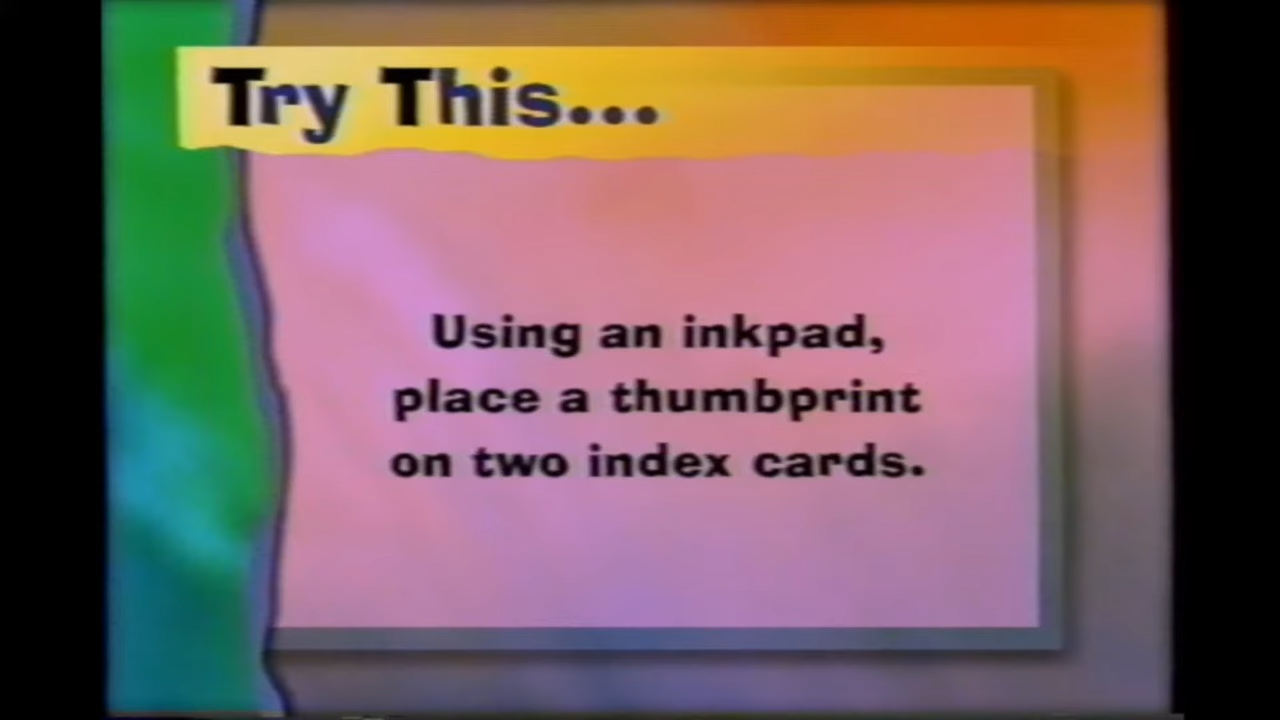 Try This...
Using an inkpad,
place a thumbprint
on two index cards.